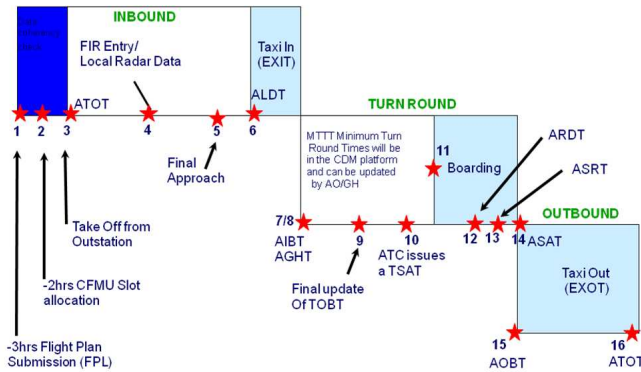 INBOUND
FIR Entry/
Local Radar Data
Taxi In
(EXIT)
ATOT
ALDT
1
2
3
4
5
6
Final
Approach
TURN ROUND
MTTT Minimum Turn
Round Times will be
in the CDM platform
and can be updated
by AO/GH
11
Boarding
ARDT
ASRT
Take Off from
Outstation
-2hrs CFMU Slot
allocation
-3hrs Flight Plan
Submission (FPL)
7/8
AIBT
AGHT
9
10
12
13
14
Final update
Of TOBT
ATC issues
a TSAT
ASAT
OUTBOUND
Taxi Out
(EXOT)
15
16
AOBT
ATOT